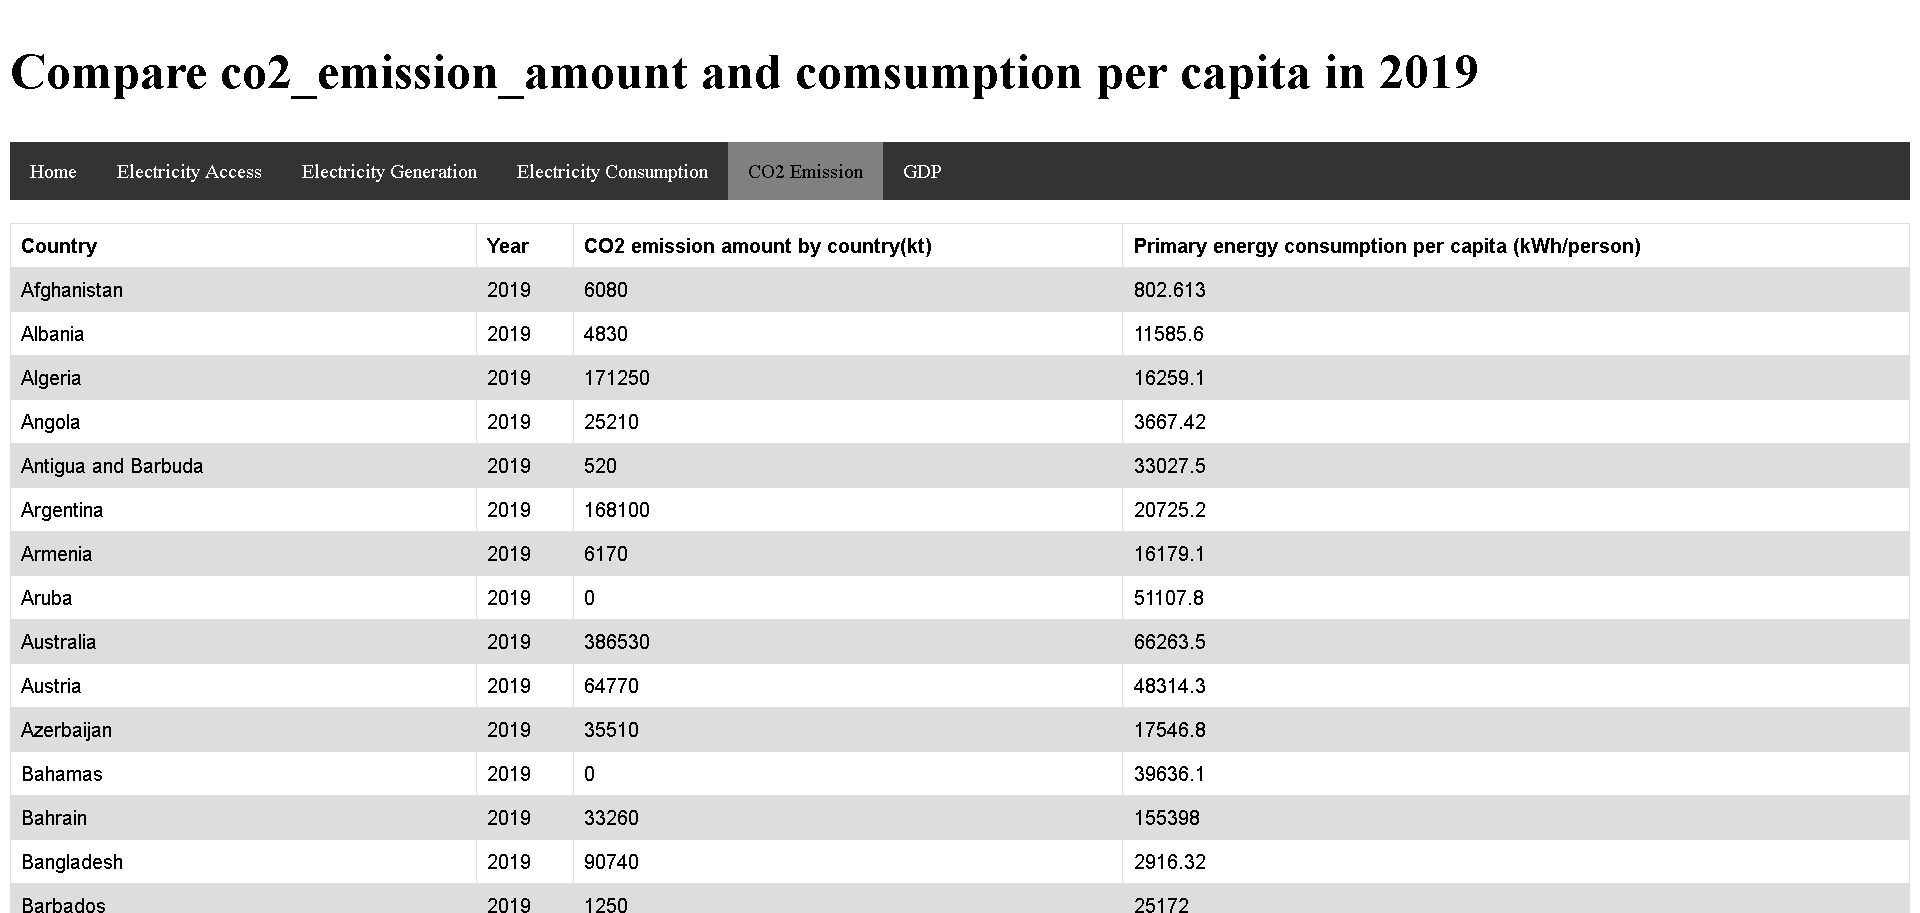 Compare co2_emission_amount and comsumption per capita in 2019
Home Electricity Access Electricity Generation Electricity Consumption CO2 Emission GDP
Country Year CO2 emission amount by country(kt) Primary energy consumption per capita (kWh/person)
Afghanistan 2019 6080 802.613
Albania 2019 4830 11585.6
Algeria 2019 171250 16259.1
Angola 2019 25210 3667.42
Antigua and Barbuda 2019 520 33027.5
Argentina 2019 168100 20725.2
Armenia 2019 6170 16179.1
Aruba 2019 0 51107.8
Australia 2019 386530 66263.5
Austria 2019 64770 48314.3
Azerbaijan 2019 35510 17546.8
Bahamas 2019 0 39636.1
Bahrain 2019 33260 155398
Bangladesh 2019 90740 2916.32
Barbados 2019 1250 25172